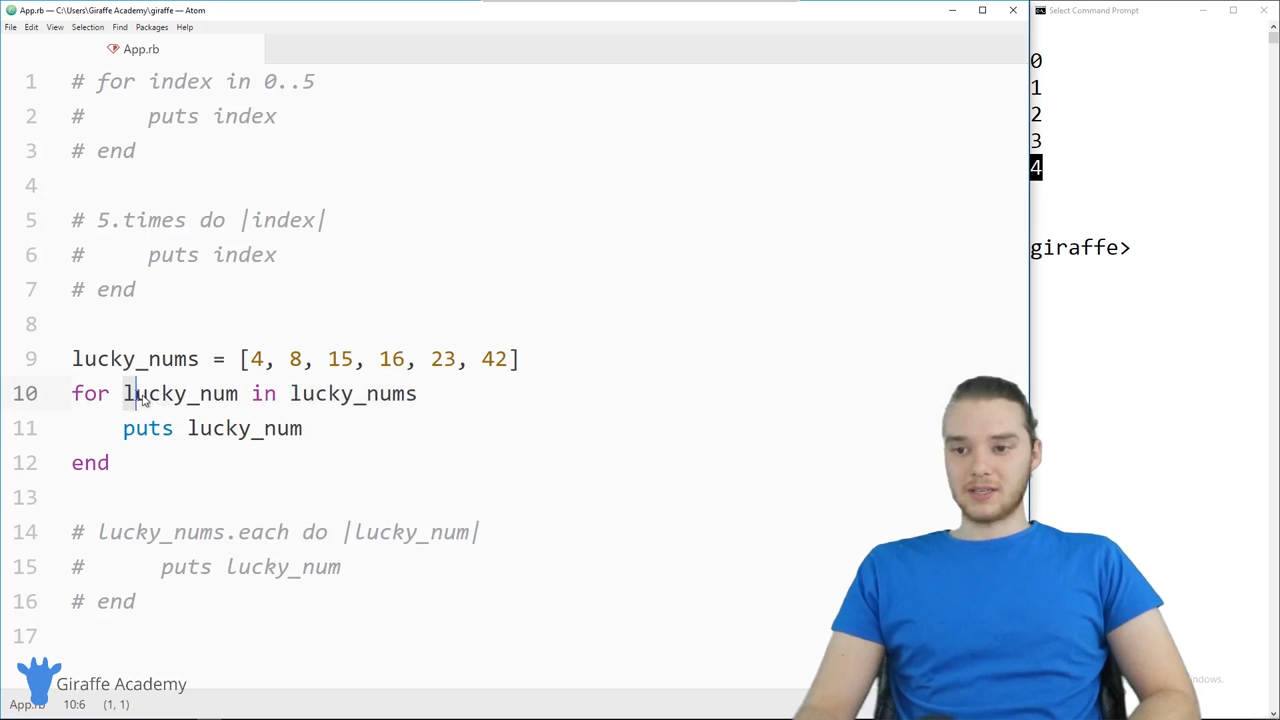 App.rb — C:\Users\Giraffe Academy\giraffe — Atom
File Edit View Selection Find Packages Help
App.rb
1 # for index in 0..5
2 #     puts index
3 # end
4
5 # 5.times do |index|
6 #     puts index
7 # end
8
9 lucky_nums = [4, 8, 15, 16, 23, 42]
10 for lucky_num in lucky_nums
11     puts lucky_num
12 end
13
14 # lucky_nums.each do |lucky_num|
15 #      puts lucky_num
16 # end
17
Giraffe Academy
10:6 (1, 1)
Select Command Prompt
0
1
2
3
4
giraffe>